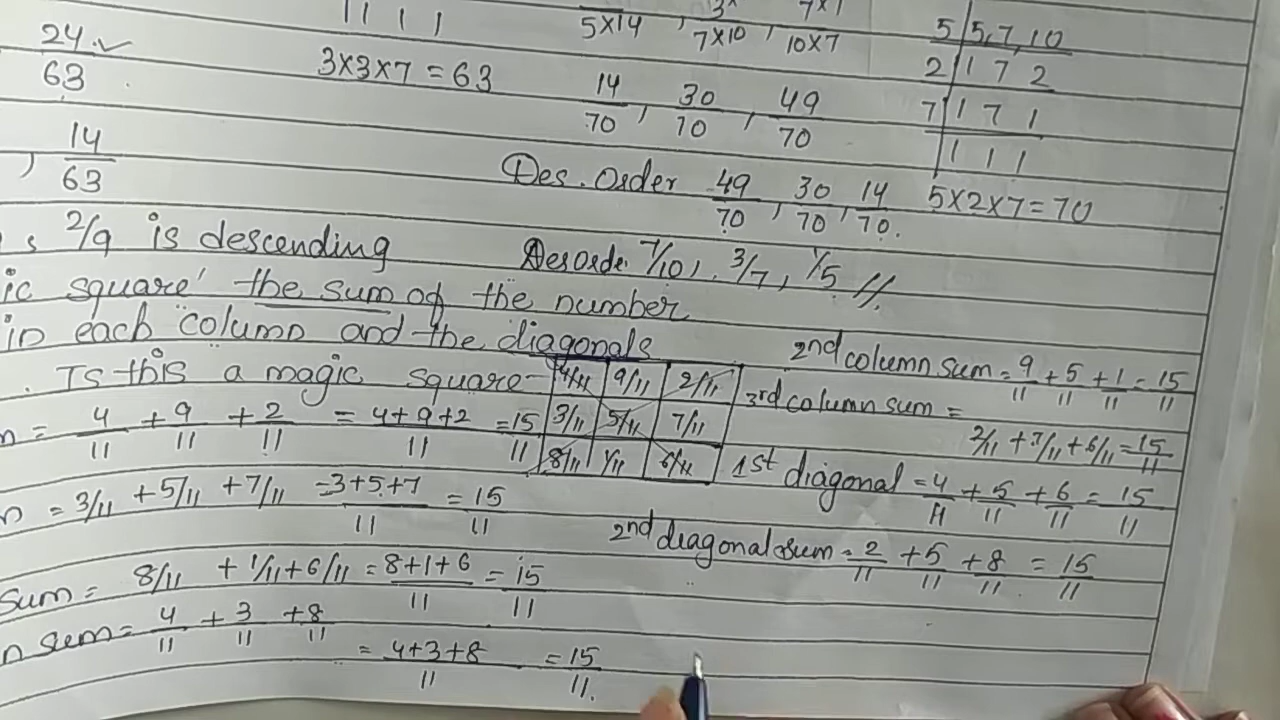 24
63
14
, 63
1 1 1 1
3×3×7 = 63
5×14 , 7×10 , 10×7
14/70 , 30/70 , 49/70
Des. Order 49/70 , 30/70 , 14/70.
Des Orde. 7/10, 3/7, 1/5 //.
5 | 5, 7, 10
2 | 1 7 2
7 | 1 7 1
| 1 1 1
5×2×7=70
2/9 is descending
ic square' the sum of the number
in each column and the diagonals
. Is this a magic square-
4/11 9/11 2/11
3/11 5/11 7/11
8/11 1/11 6/11
n = 4/11 + 9/11 + 2/11 = 4+9+2/11 = 15/11
n = 3/11 + 5/11 + 7/11 = 3+5+7/11 = 15/11
Sum = 8/11 + 1/11 + 6/11 = 8+1+6/11 = 15/11
n sum = 4/11 + 3/11 + 8/11
= 4+3+8/11 = 15/11.
2nd column sum = 9/11 + 5/11 + 1/11 = 15/11
3rd column sum =
2/11 + 7/11 + 6/11 = 15/11
1st diagonal = 4/11 + 5/11 + 6/11 = 15/11
2nd diagonal sum = 2/11 + 5/11 + 8/11 = 15/11